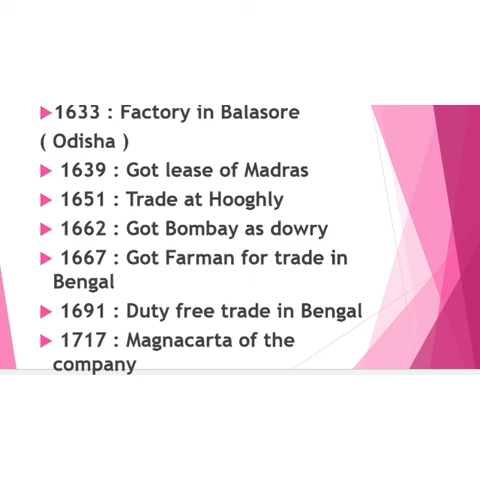 1633 : Factory in Balasore
( Odisha )
1639 : Got lease of Madras
1651 : Trade at Hooghly
1662 : Got Bombay as dowry
1667 : Got Farman for trade in
Bengal
1691 : Duty free trade in Bengal
1717 : Magnacarta of the
company